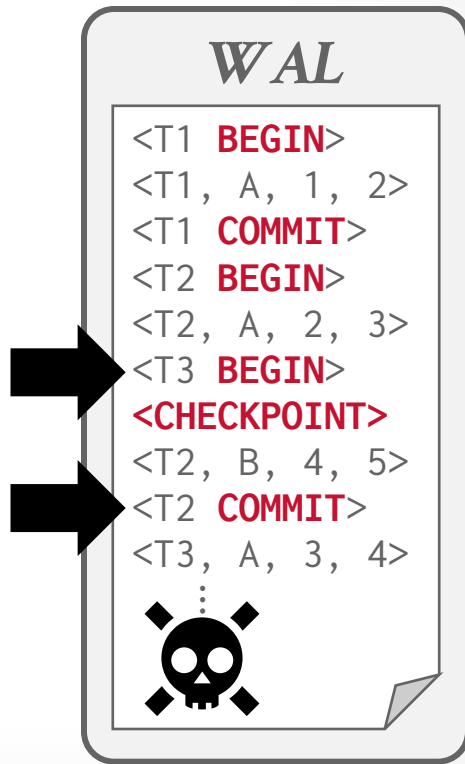 WAL
<T1 BEGIN>
<T1, A, 1, 2>
<T1 COMMIT>
<T2 BEGIN>
<T2, A, 2, 3>
<T3 BEGIN>
<CHECKPOINT>
<T2, B, 4, 5>
<T2 COMMIT>
<T3, A, 3, 4>
⋮